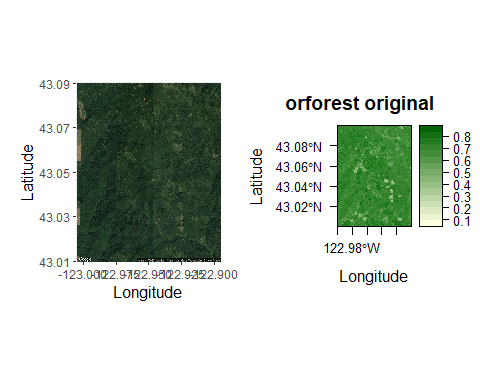 43.09
43.07
43.05
43.03
43.01
Latitude
-123.000
-122.975
-122.950
-122.925
-122.900
Longitude
orforest original
43.08°N
43.06°N
43.04°N
43.02°N
Latitude
122.98°W
Longitude
0.8
0.7
0.6
0.5
0.4
0.3
0.2
0.1